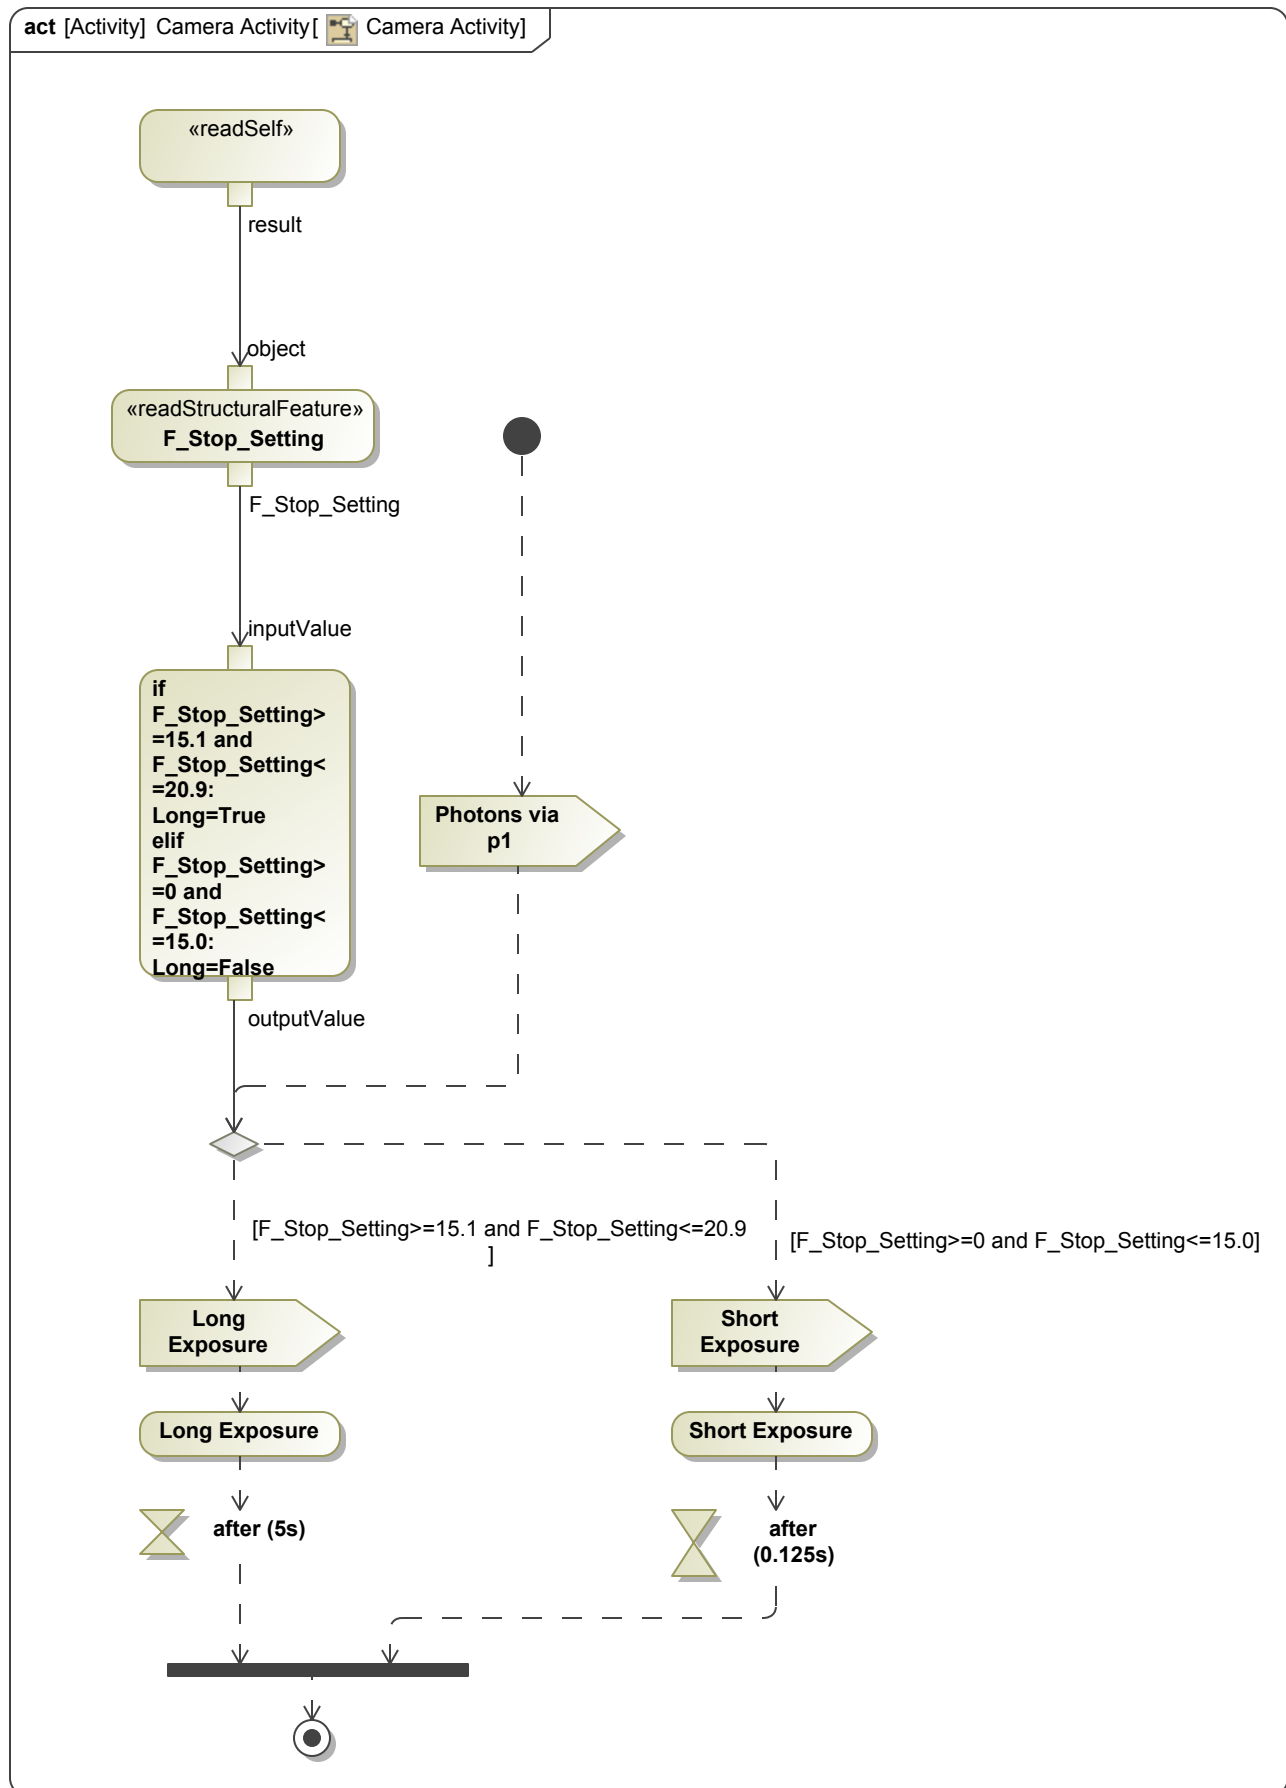 act [Activity] Camera Activity[ Camera Activity]
«readSelf»
result
object
«readStructuralFeature»
F_Stop_Setting
F_Stop_Setting
inputValue
if
F_Stop_Setting>
=15.1 and
F_Stop_Setting<
=20.9:
Long=True
elif
F_Stop_Setting>
=0 and
F_Stop_Setting<
=15.0:
Long=False
Photons via
p1
outputValue
[F_Stop_Setting>=15.1 and F_Stop_Setting<=20.9
]
[F_Stop_Setting>=0 and F_Stop_Setting<=15.0]
Long
Exposure
Short
Exposure
Long Exposure
Short Exposure
after (5s)
after
(0.125s)